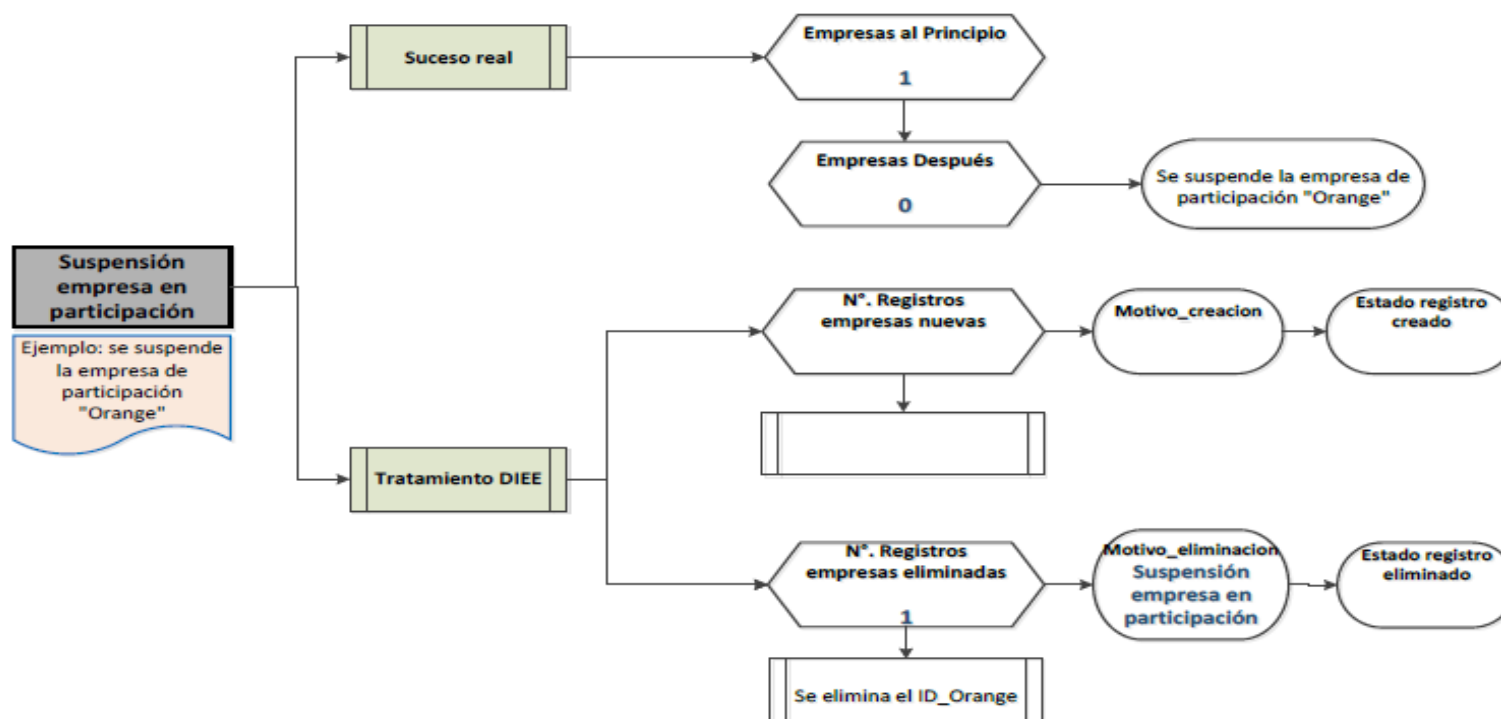 Suspensión
empresa en
participación
Ejemplo: se suspende
la empresa de
participación
"Orange"
Suceso real
Empresas al Principio
1
Empresas Después
0
Se suspende la empresa de
participación "Orange"
Tratamiento DIEE
N°. Registros
empresas nuevas
Motivo_creacion
Estado registro
creado
N°. Registros
empresas eliminadas
1
Motivo_eliminacion
Suspensión
empresa en
participación
Estado registro
eliminado
Se elimina el ID_Orange